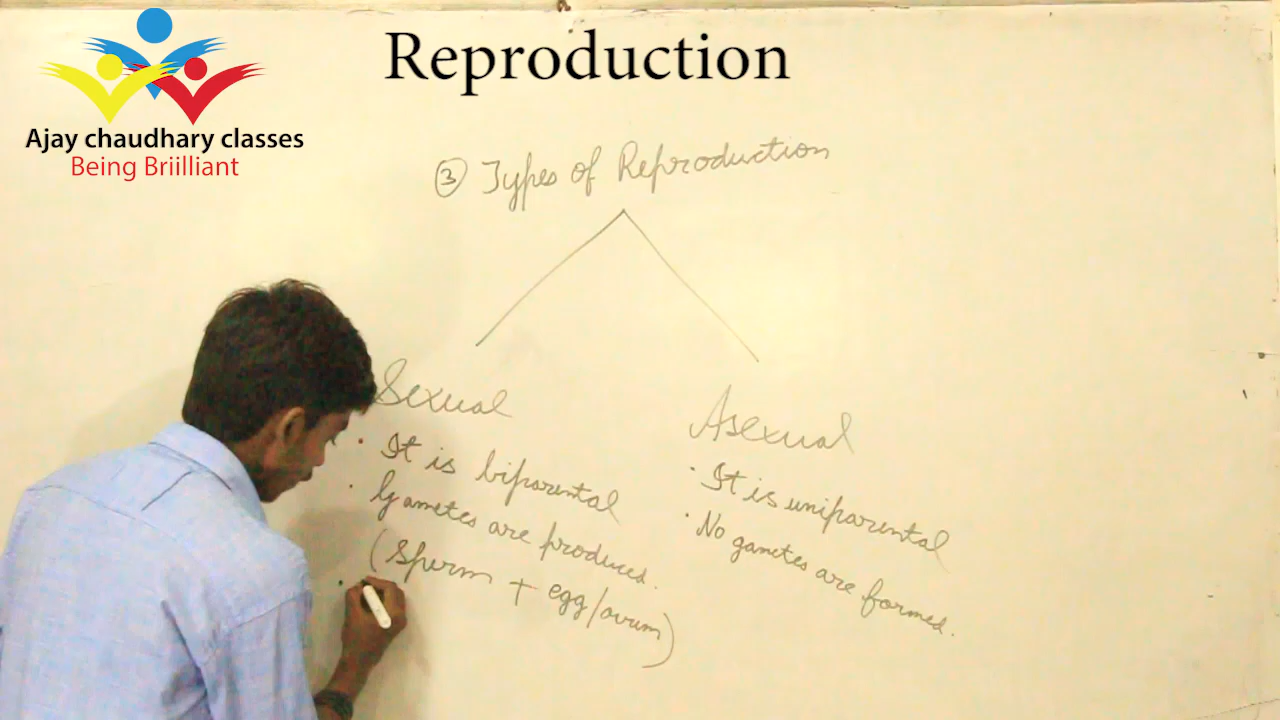 Reproduction
Ajay chaudhary classes
Being Briilliant
③ Types of Reproduction
Sexual
· It is biparental
· Gametes are produced.
(Sperm + egg/ovum)
·
Asexual
· It is uniparental
· No gametes are formed.